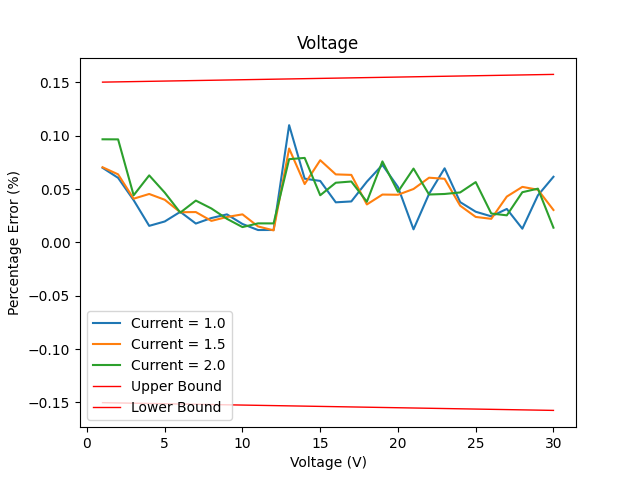 Voltage
Percentage Error (%)
0.15
0.10
0.05
0.00
−0.05
−0.10
−0.15
Current = 1.0
Current = 1.5
Current = 2.0
Upper Bound
Lower Bound
0 5 10 15 20 25 30
Voltage (V)